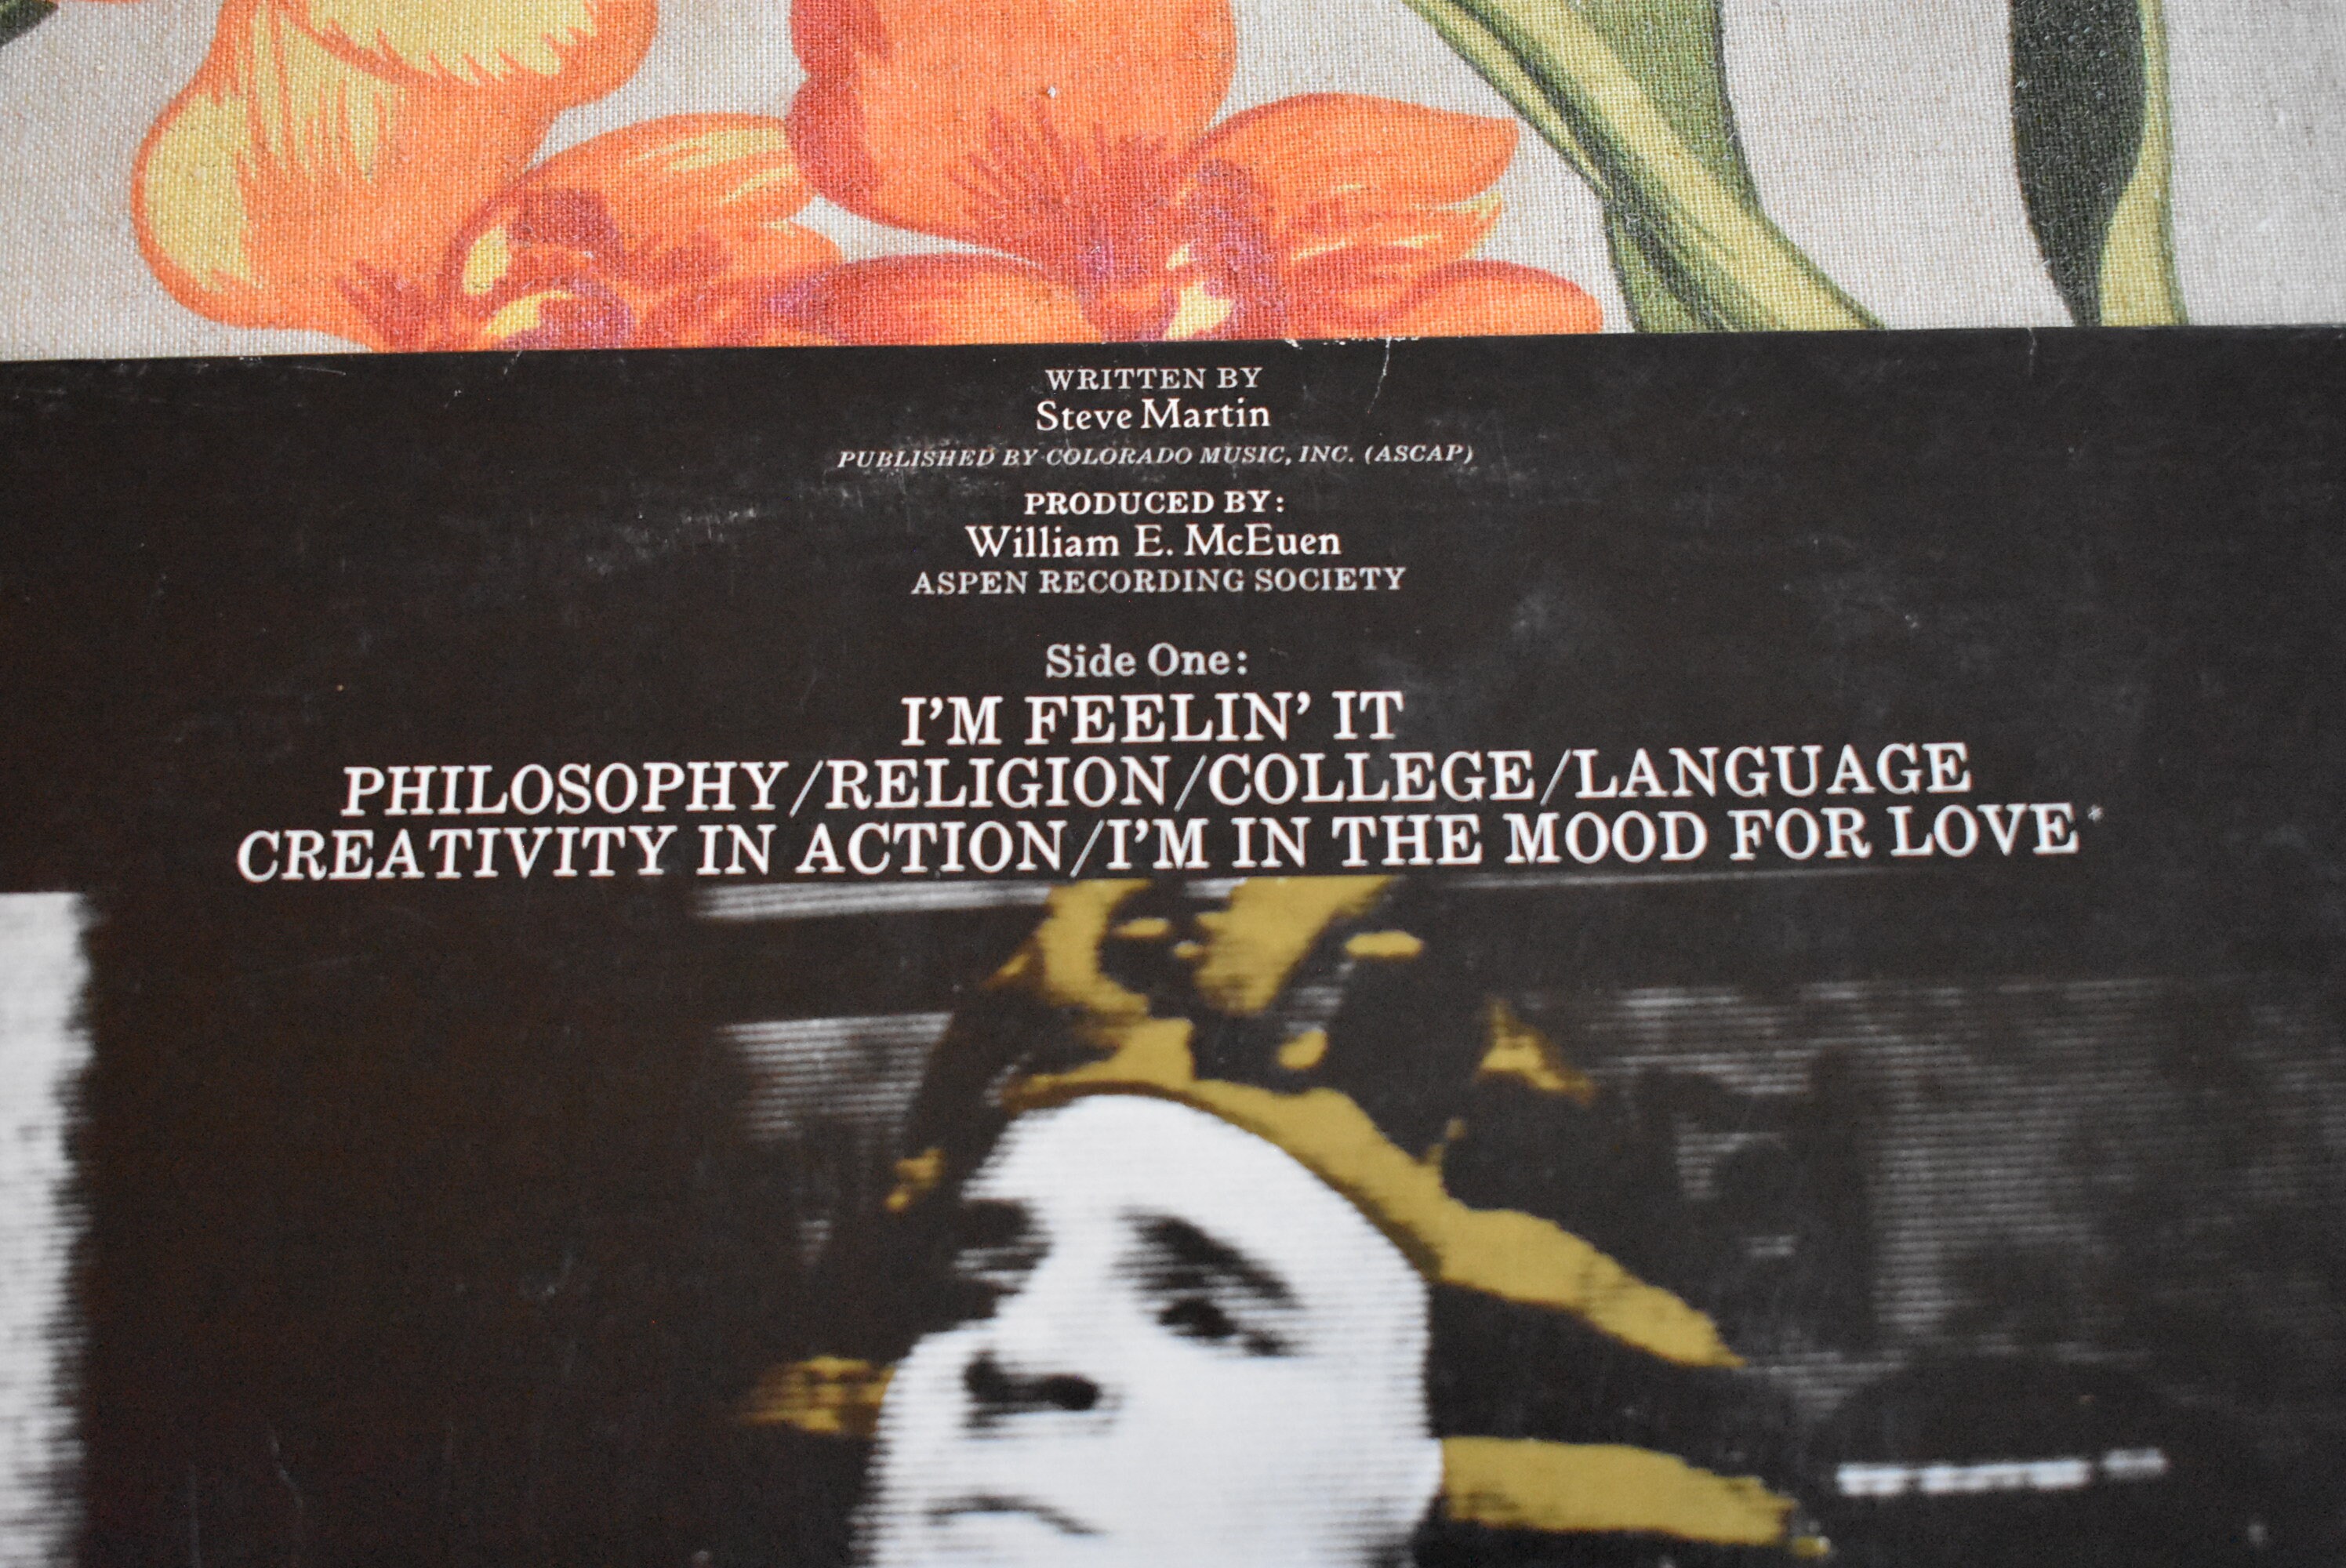 WRITTEN BY
Steve Martin
PUBLISHED BY COLORADO MUSIC, INC. (ASCAP)
PRODUCED BY:
William E. McEuen
ASPEN RECORDING SOCIETY
Side One:
I'M FEELIN' IT
PHILOSOPHY/RELIGION/COLLEGE/LANGUAGE
CREATIVITY IN ACTION/I'M IN THE MOOD FOR LOVE*